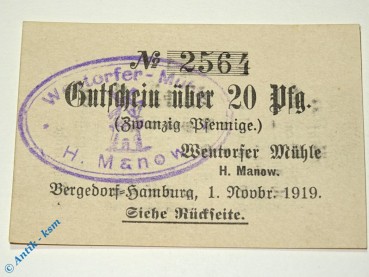 № 2564
Wentorfer-Mühle
H. Manow
Gutschein über 20 Pfg.
(Zwanzig Pfennige.)
Wentorfer Mühle
H. Manow.
Bergedorf-Hamburg, 1. Novbr. 1919.
Siehe Rückseite.
© Antik - ksm